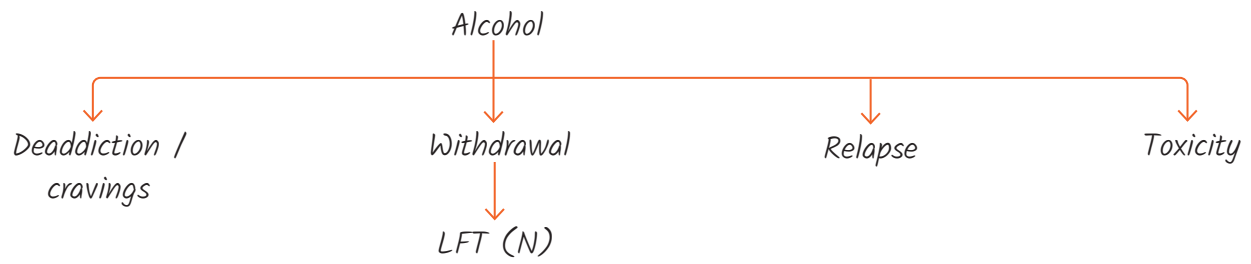 Alcohol
Deaddiction /
cravings
Withdrawal
Relapse
Toxicity
LFT (N)